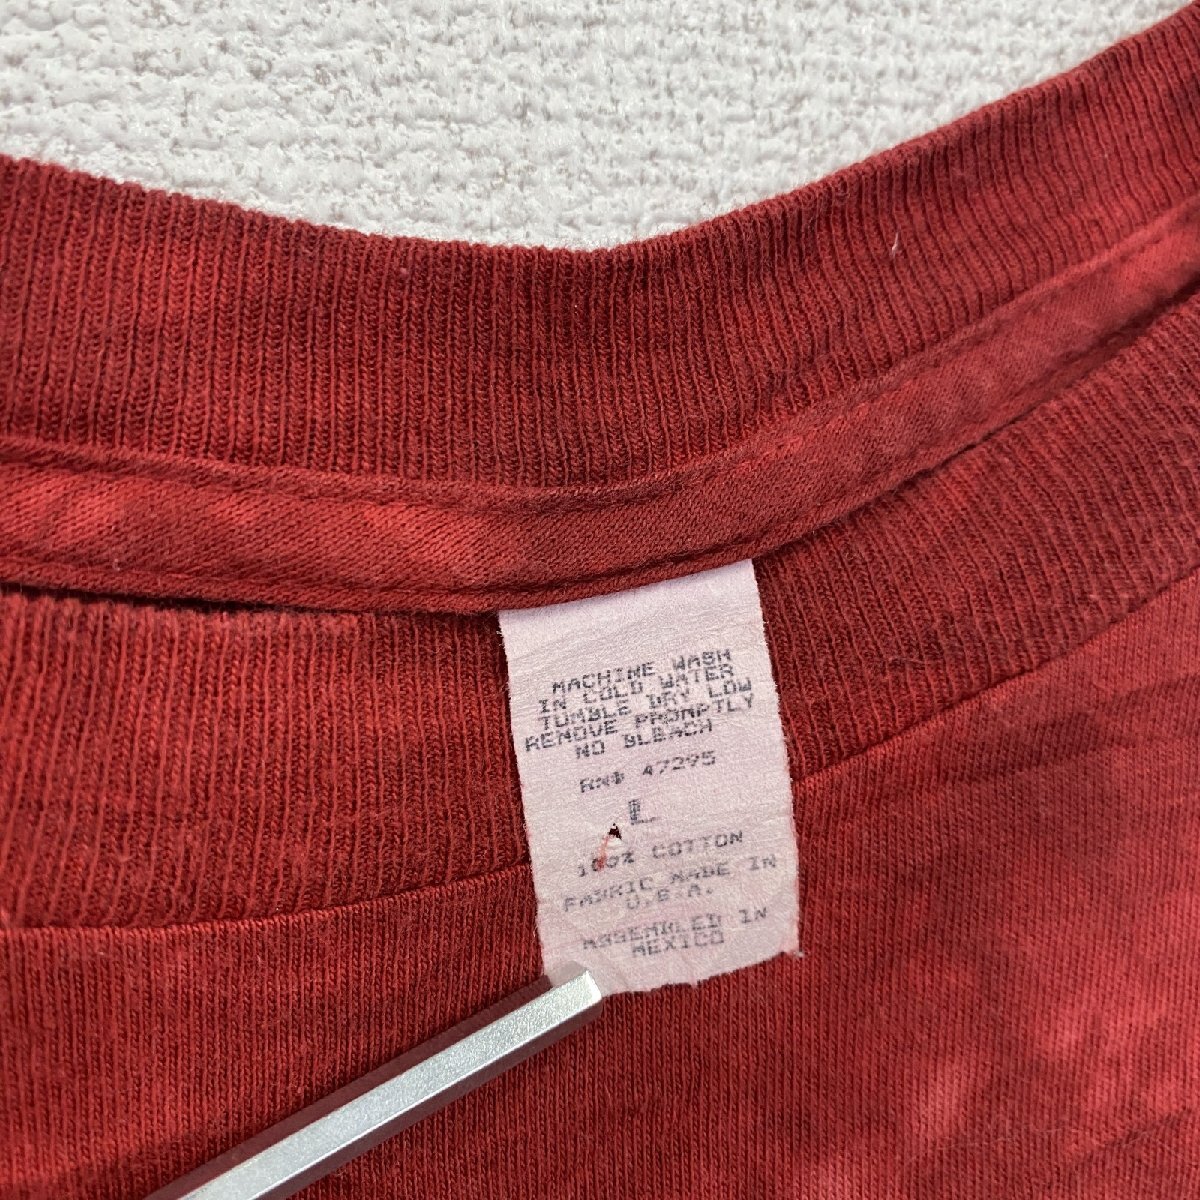 MACHINE WASH
IN COLD WATER
TUMBLE DRY LOW
REMOVE PROMPTLY
NO BLEACH
RN# 47295
L
100% COTTON
FABRIC MADE IN
U.S.A.
ASSEMBLED IN
MEXICO